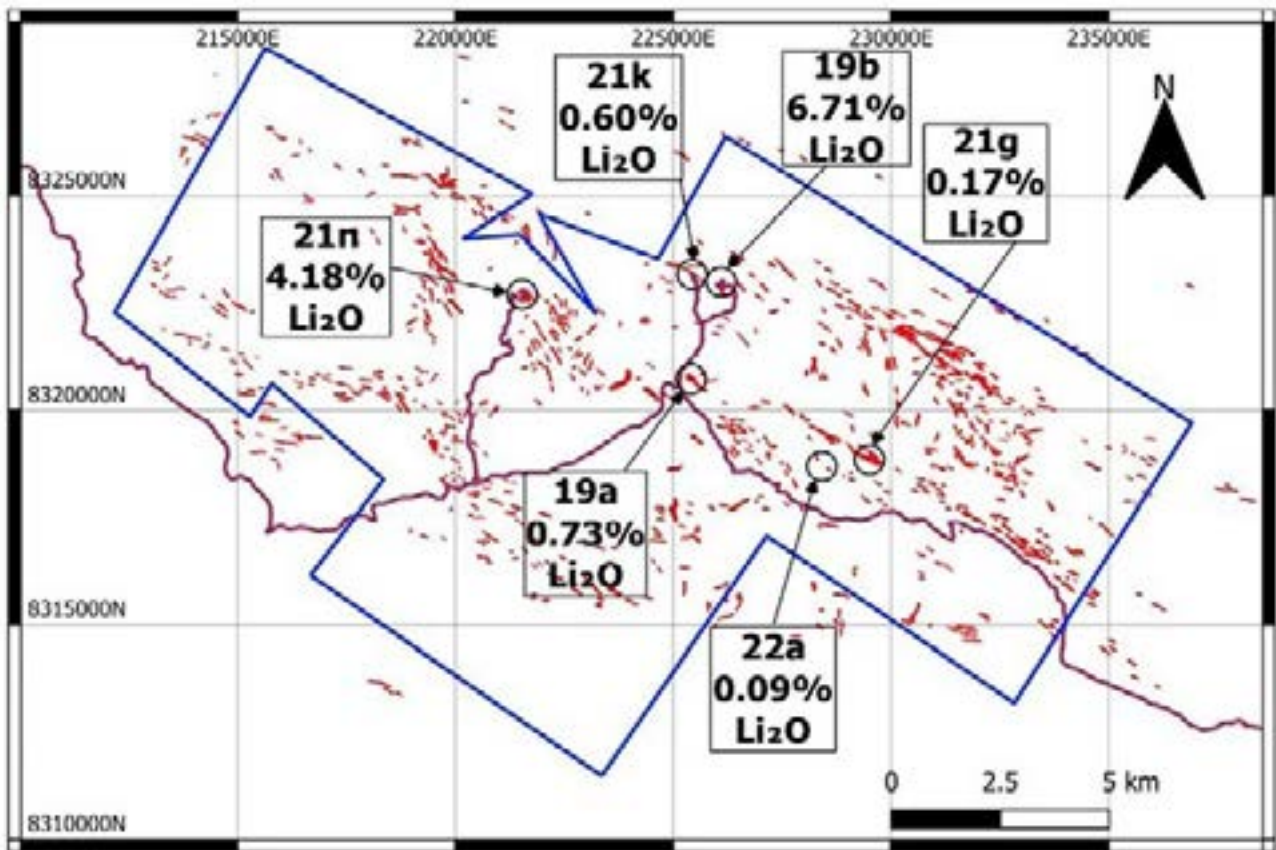 215000E 220000E 225000E 230000E 235000E
21k
0.60%
Li₂O
19b
6.71%
Li₂O
N
21g
0.17%
Li₂O
8325000N
21n
4.18%
Li₂O
8320000N
19a
0.73%
Li₂O
8315000N
22a
0.09%
Li₂O
0 2.5 5 km
8310000N